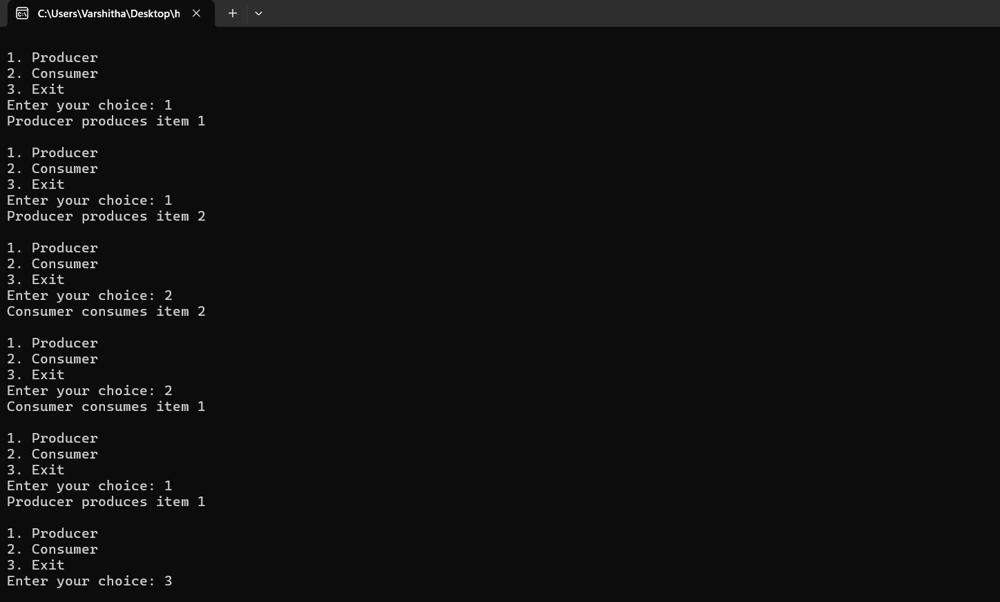 C:\Users\Varshitha\Desktop\h
1. Producer
2. Consumer
3. Exit
Enter your choice: 1
Producer produces item 1
1. Producer
2. Consumer
3. Exit
Enter your choice: 1
Producer produces item 2
1. Producer
2. Consumer
3. Exit
Enter your choice: 2
Consumer consumes item 2
1. Producer
2. Consumer
3. Exit
Enter your choice: 2
Consumer consumes item 1
1. Producer
2. Consumer
3. Exit
Enter your choice: 1
Producer produces item 1
1. Producer
2. Consumer
3. Exit
Enter your choice: 3